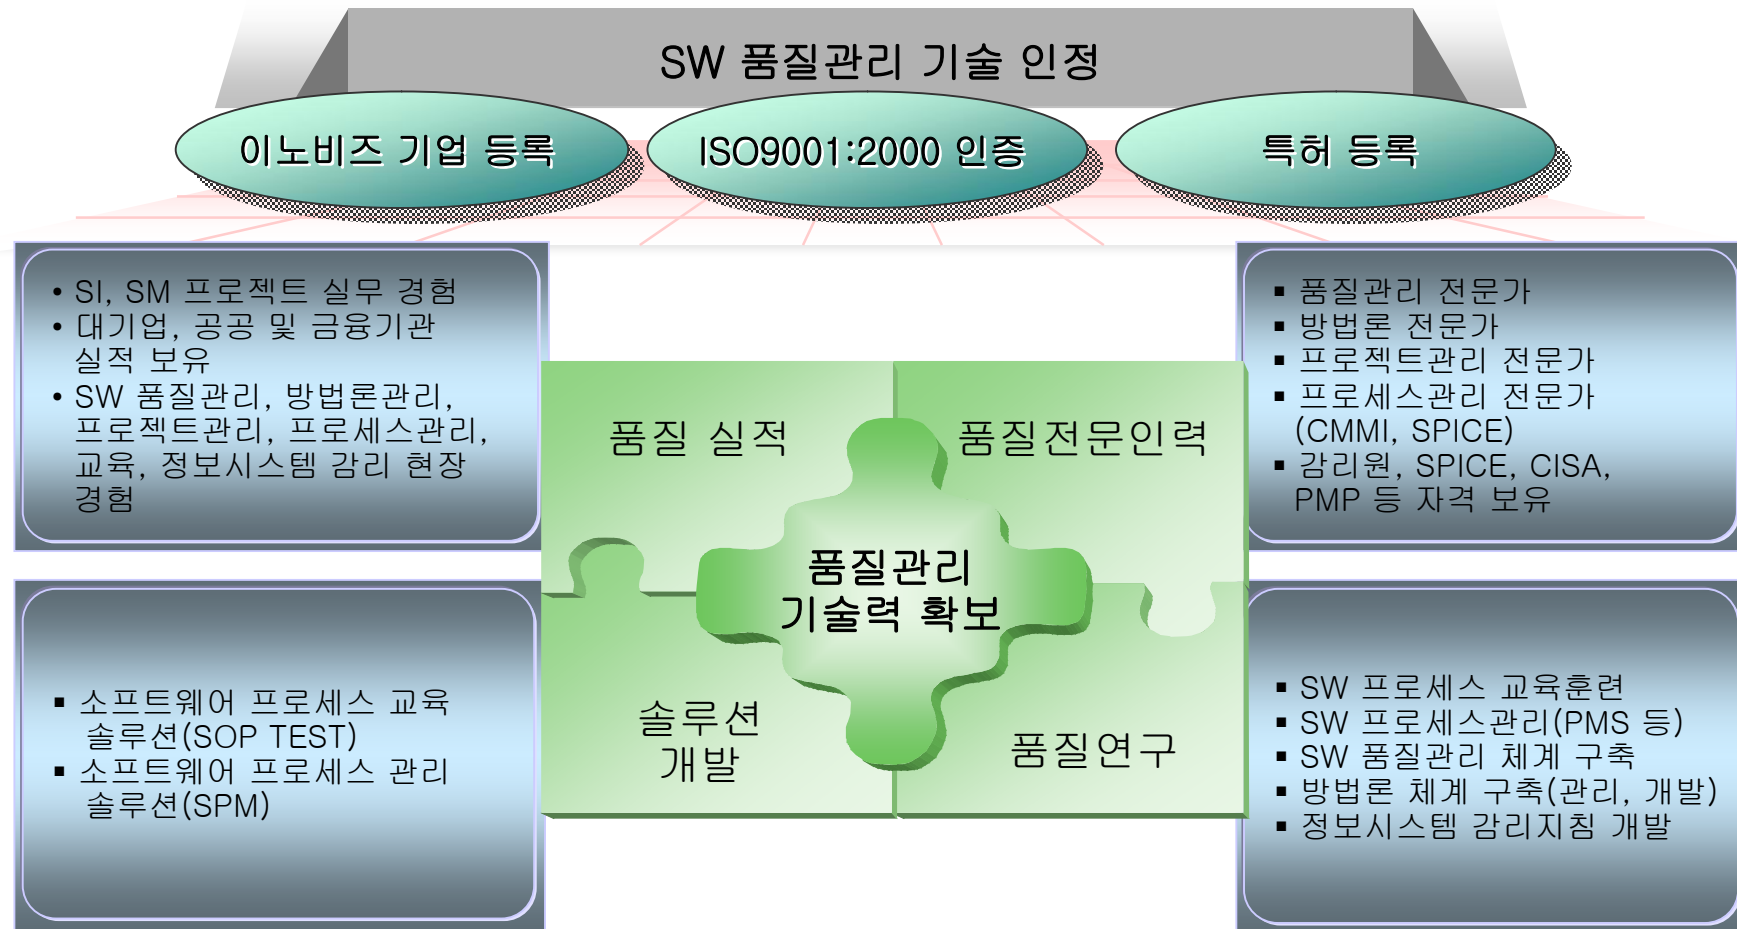 SW 품질관리 기술 인정
이노비즈 기업 등록
ISO9001:2000 인증
특허 등록
• SI, SM 프로젝트 실무 경험
• 대기업, 공공 및 금융기관
실적 보유
• SW 품질관리, 방법론관리,
프로젝트관리, 프로세스관리,
교육, 정보시스템 감리 현장
경험
▪ 품질관리 전문가
▪ 방법론 전문가
▪ 프로젝트관리 전문가
▪ 프로세스관리 전문가
(CMMI, SPICE)
▪ 감리원, SPICE, CISA,
PMP 등 자격 보유
품질 실적
품질전문인력
품질관리
기술력 확보
솔루션
개발
품질연구
▪ 소프트웨어 프로세스 교육
솔루션(SOP TEST)
▪ 소프트웨어 프로세스 관리
솔루션(SPM)
▪ SW 프로세스 교육훈련
▪ SW 프로세스관리(PMS 등)
▪ SW 품질관리 체계 구축
▪ 방법론 체계 구축(관리, 개발)
▪ 정보시스템 감리지침 개발